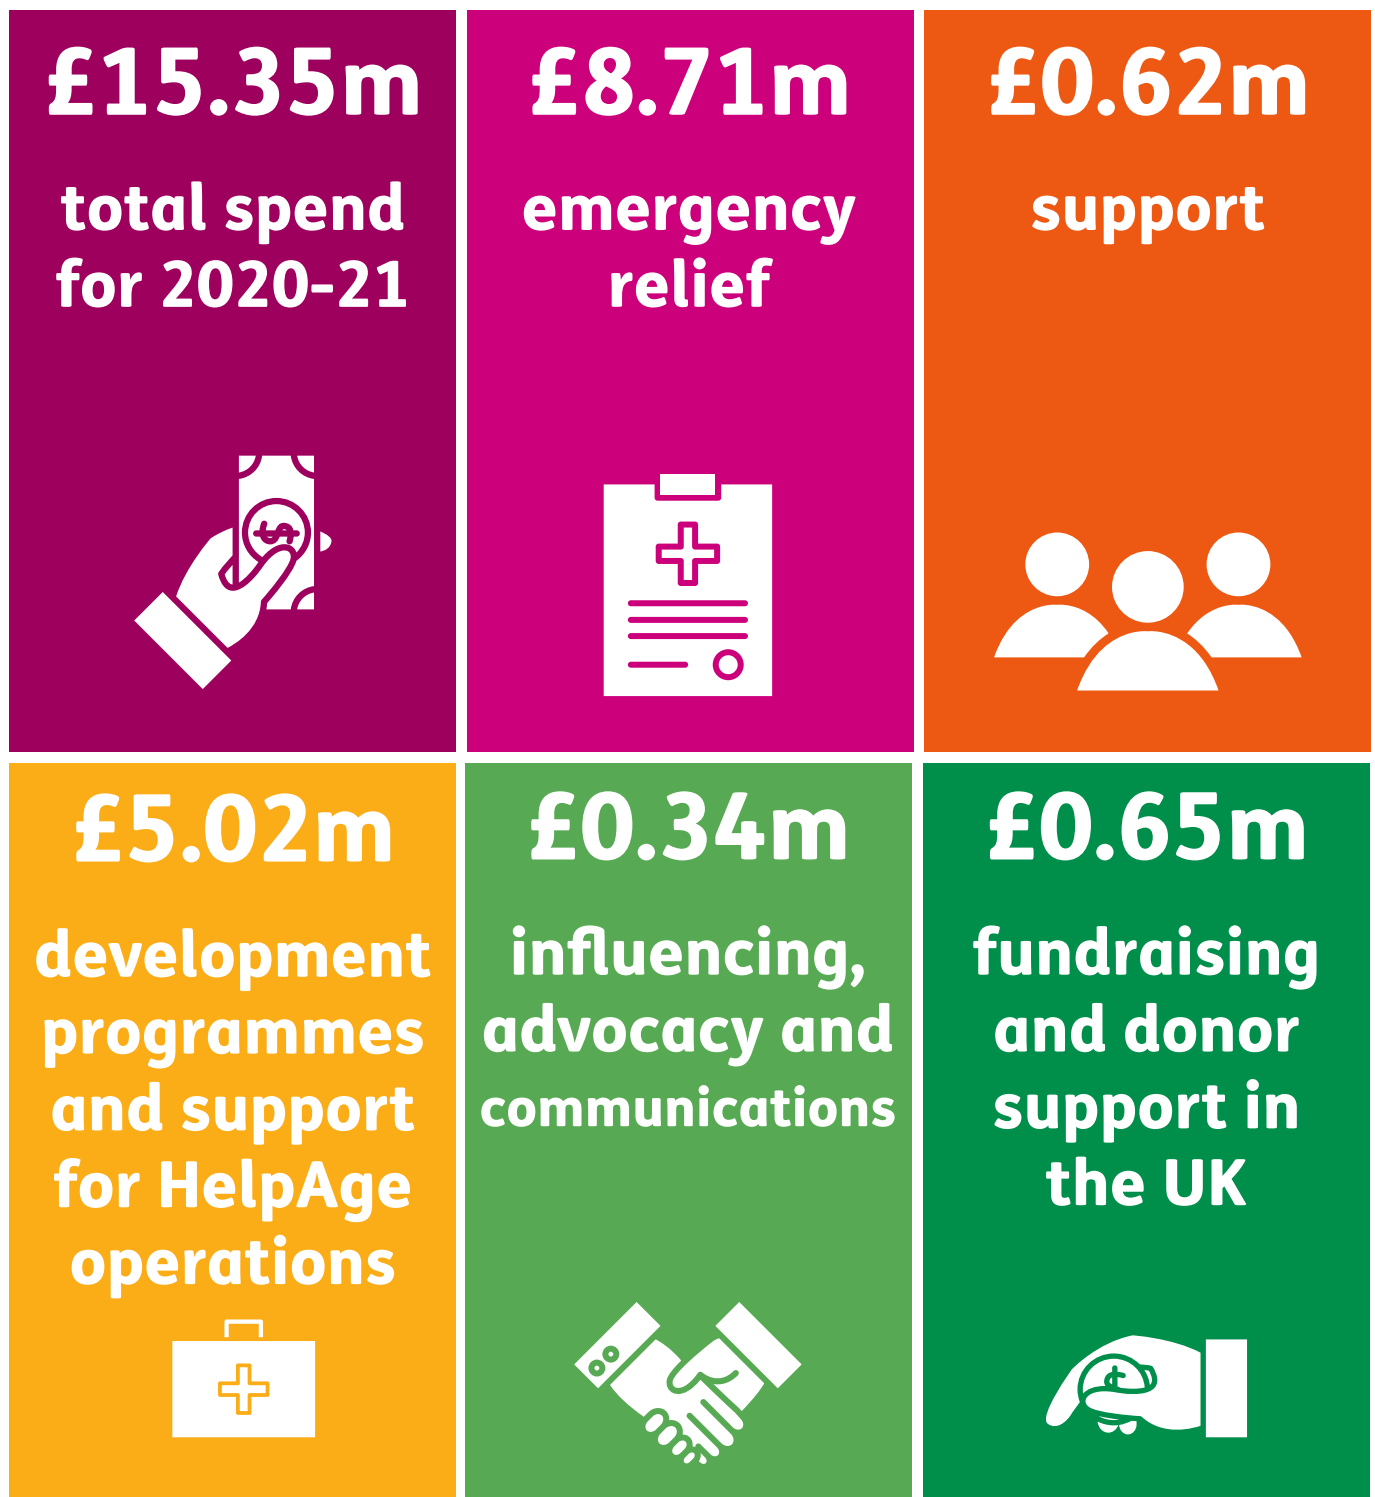 £15.35m
total spend
for 2020-21
£8.71m
emergency
relief
£0.62m
support
£5.02m
development
programmes
and support
for HelpAge
operations
£0.34m
influencing,
advocacy and
communications
£0.65m
fundraising
and donor
support in
the UK